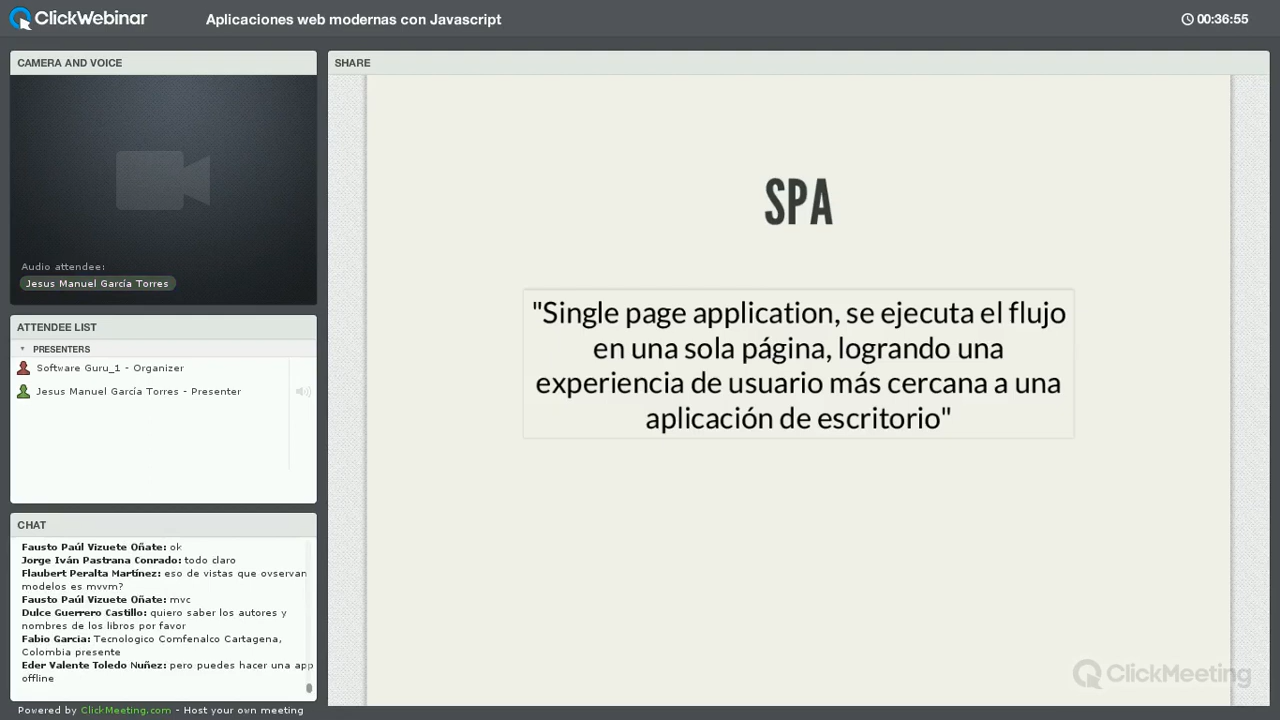 ClickWebinar
Aplicaciones web modernas con Javascript
00:36:55
CAMERA AND VOICE
Audio attendee:
Jesus Manuel García Torres
ATTENDEE LIST
PRESENTERS
Software Guru_1 - Organizer
Jesus Manuel García Torres - Presenter
CHAT
Fausto Paúl Vizuete Oñate: ok
Jorge Iván Pastrana Conrado: todo claro
Flaubert Peralta Martínez: eso de vistas que ovservan
modelos es mvvm?
Fausto Paúl Vizuete Oñate: mvc
Dulce Guerrero Castillo: quiero saber los autores y
nombres de los libros por favor
Fabio Garcia: Tecnologico Comfenalco Cartagena,
Colombia presente
Eder Valente Toledo Nuñez: pero puedes hacer una app
offline
Powered by ClickMeeting.com - Host your own meeting
SHARE
SPA
"Single page application, se ejecuta el flujo
en una sola página, logrando una
experiencia de usuario más cercana a una
aplicación de escritorio"
ClickMeeting